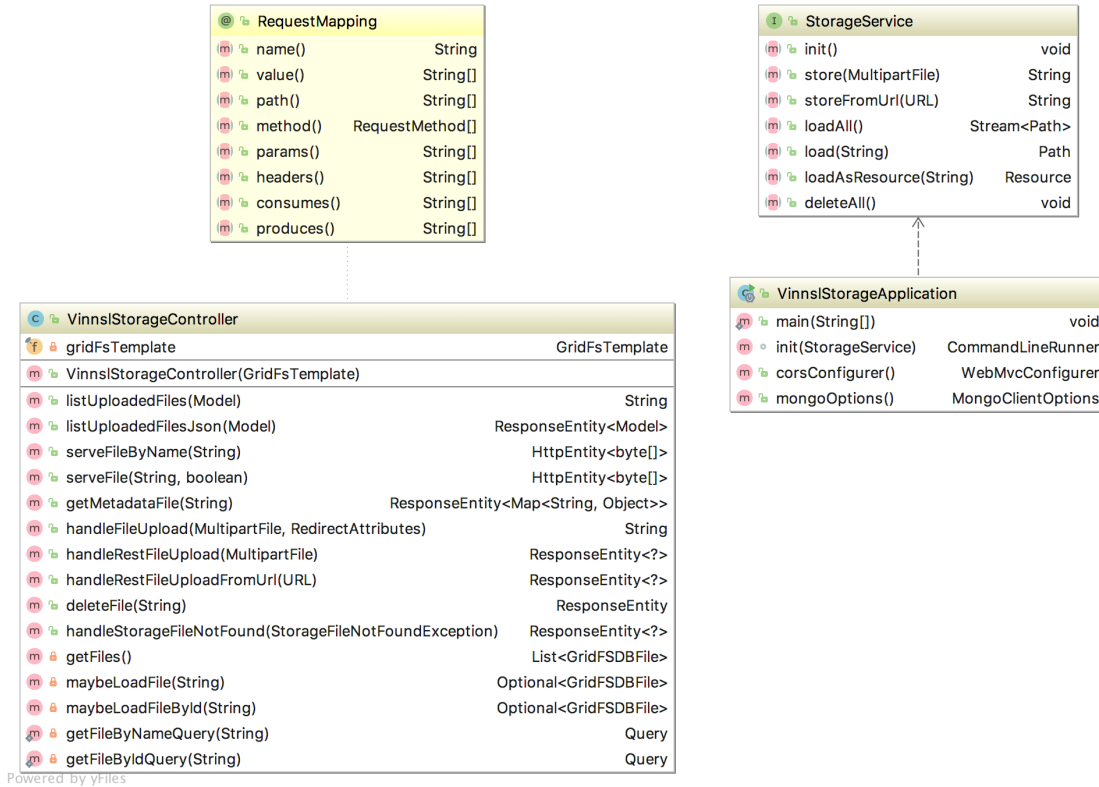 RequestMapping
name() String
value() String[]
path() String[]
method() RequestMethod[]
params() String[]
headers() String[]
consumes() String[]
produces() String[]
StorageService
init() void
store(MultipartFile) String
storeFromUrl(URL) String
loadAll() Stream<Path>
load(String) Path
loadAsResource(String) Resource
deleteAll() void
VinnslStorageController
gridFsTemplate GridFsTemplate
VinnslStorageController(GridFsTemplate)
listUploadedFiles(Model) String
listUploadedFilesJson(Model) ResponseEntity<Model>
serveFileByName(String) HttpEntity<byte[]>
serveFile(String, boolean) HttpEntity<byte[]>
getMetadataFile(String) ResponseEntity<Map<String, Object>>
handleFileUpload(MultipartFile, RedirectAttributes) String
handleRestFileUpload(MultipartFile) ResponseEntity<?>
handleRestFileUploadFromUrl(URL) ResponseEntity<?>
deleteFile(String) ResponseEntity
handleStorageFileNotFound(StorageFileNotFoundException) ResponseEntity<?>
getFiles() List<GridFSDBFile>
maybeLoadFile(String) Optional<GridFSDBFile>
maybeLoadFileById(String) Optional<GridFSDBFile>
getFileByNameQuery(String) Query
getFileByIdQuery(String) Query
VinnslStorageApplication
main(String[]) void
init(StorageService) CommandLineRunner
corsConfigurer() WebMvcConfigurer
mongoOptions() MongoClientOptions
Powered by yFiles